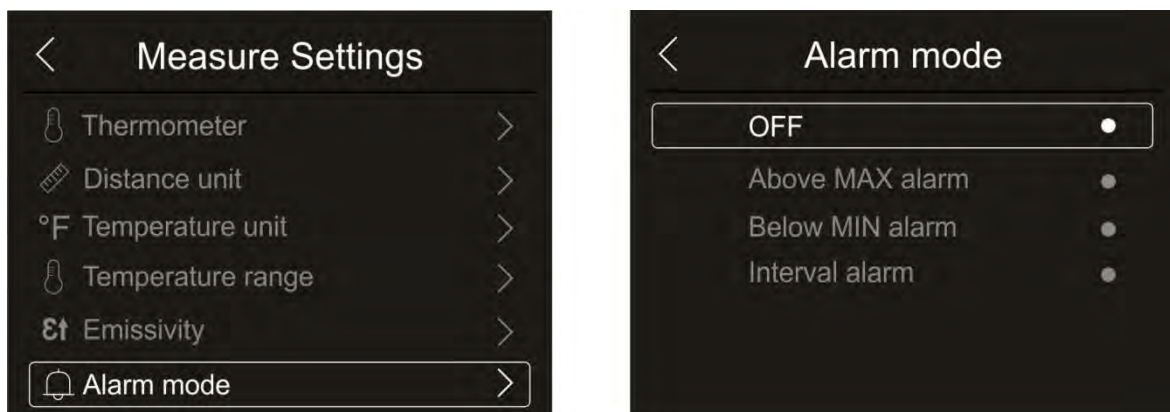 Measure Settings
Thermometer
Distance unit
°F Temperature unit
Temperature range
Ɛ† Emissivity
Alarm mode
Alarm mode
OFF
Above MAX alarm
Below MIN alarm
Interval alarm